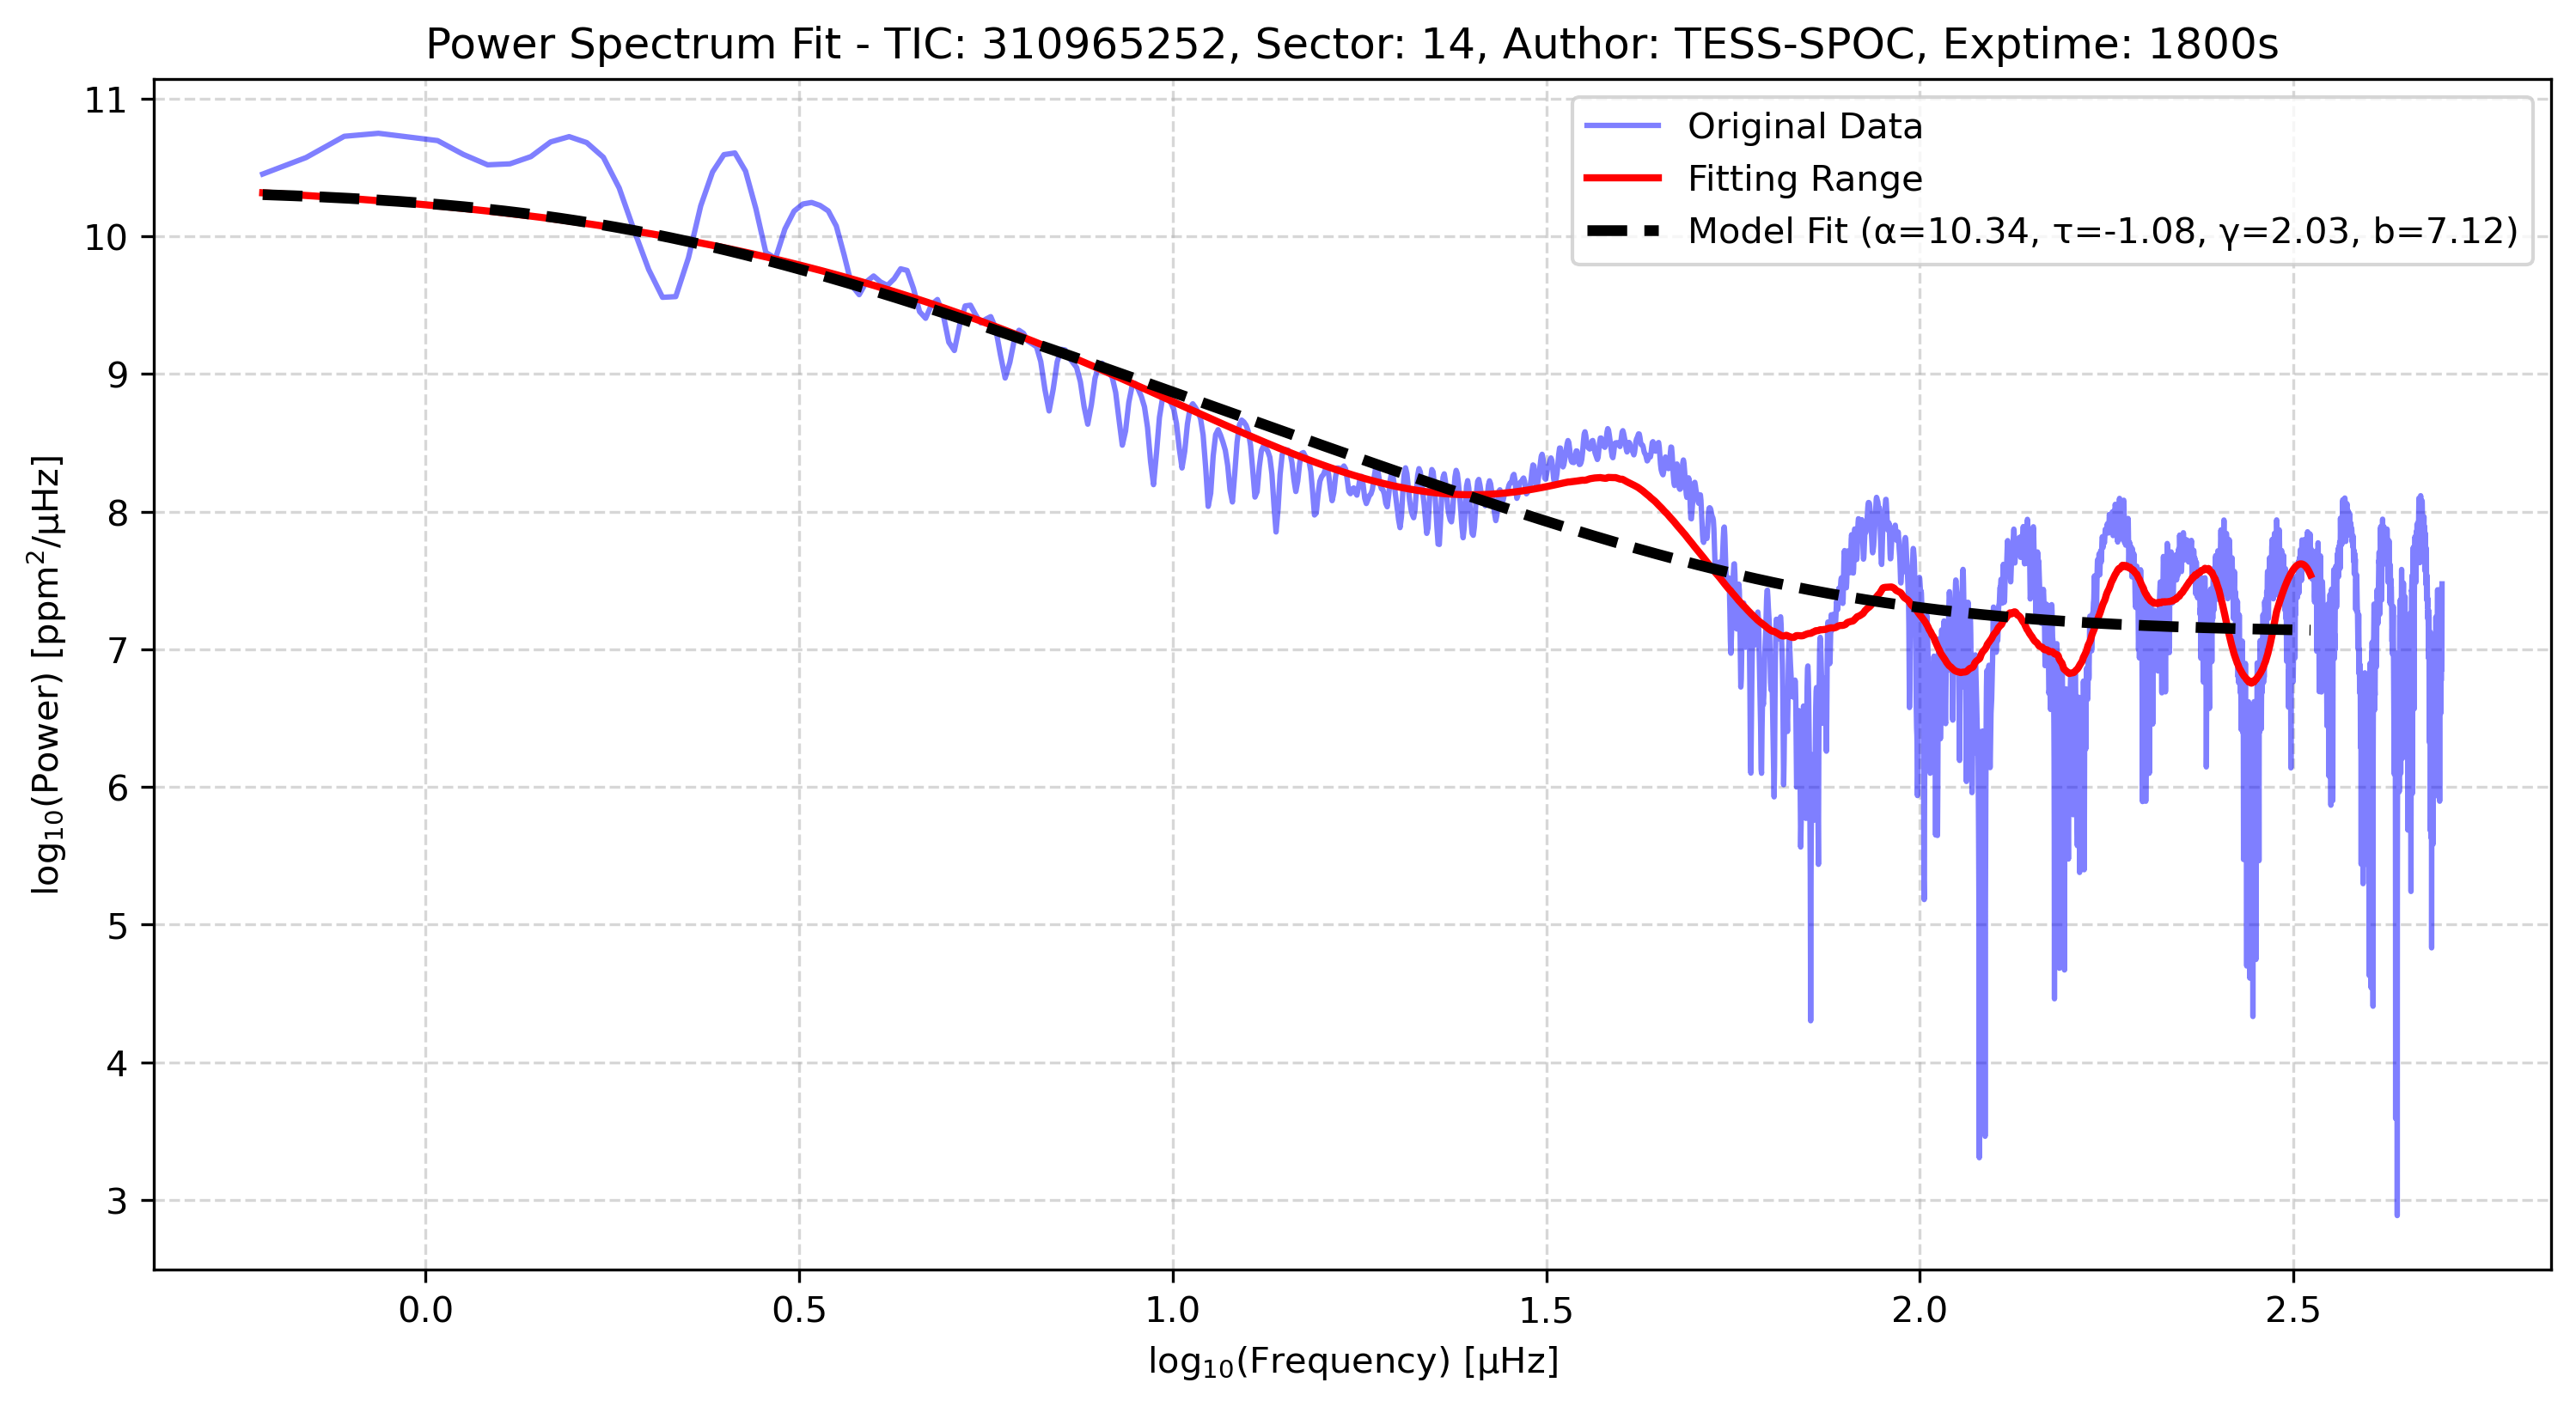 Power Spectrum Fit - TIC: 310965252, Sector: 14, Author: TESS-SPOC, Exptime: 1800s
Original Data
Fitting Range
Model Fit (α=10.34, τ=-1.08, γ=2.03, b=7.12)
log₁₀(Power) [ppm²/μHz]
11
10
9
8
7
6
5
4
3
0.0 0.5 1.0 1.5 2.0 2.5
log₁₀(Frequency) [μHz]